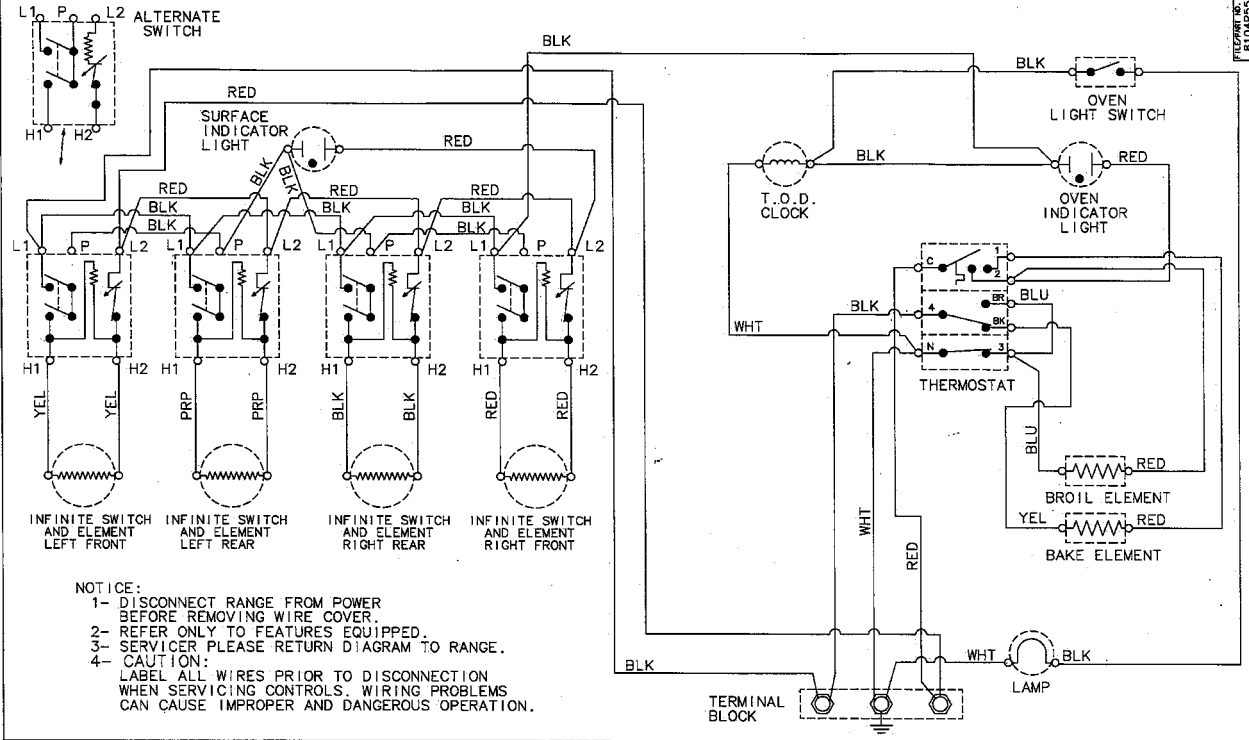 L1 P L2 ALTERNATE
SWITCH
H1 H2
FILE/PART NO.
BLK
RED
SURFACE
INDICATOR
LIGHT
BLK
BLK
RED
RED
BLK
BLK
RED
BLK
RED
BLK
BLK
L1 P L2
L1 P L2
L1 P L2
L1 P L2
H1 H2
H1 H2
H1 H2
H1 H2
YEL YEL
PRP PRP
BLK BLK
RED RED
INFINITE SWITCH
AND ELEMENT
LEFT FRONT
INFINITE SWITCH
AND ELEMENT
LEFT REAR
INFINITE SWITCH
AND ELEMENT
RIGHT REAR
INFINITE SWITCH
AND ELEMENT
RIGHT FRONT
BLK
OVEN
LIGHT SWITCH
T.O.D.
CLOCK
BLK
RED
OVEN
INDICATOR
LIGHT
C 1
2
BLK 4 BR BLU
BK
WHT
N 3
THERMOSTAT
BLU
RED
BROIL ELEMENT
YEL RED
BAKE ELEMENT
WHT
RED
NOTICE:
1- DISCONNECT RANGE FROM POWER
BEFORE REMOVING WIRE COVER.
2- REFER ONLY TO FEATURES EQUIPPED.
3- SERVICER PLEASE RETURN DIAGRAM TO RANGE.
4- CAUTION:
LABEL ALL WIRES PRIOR TO DISCONNECTION
WHEN SERVICING CONTROLS. WIRING PROBLEMS
CAN CAUSE IMPROPER AND DANGEROUS OPERATION.
BLK
WHT
BLK
LAMP
TERMINAL
BLOCK